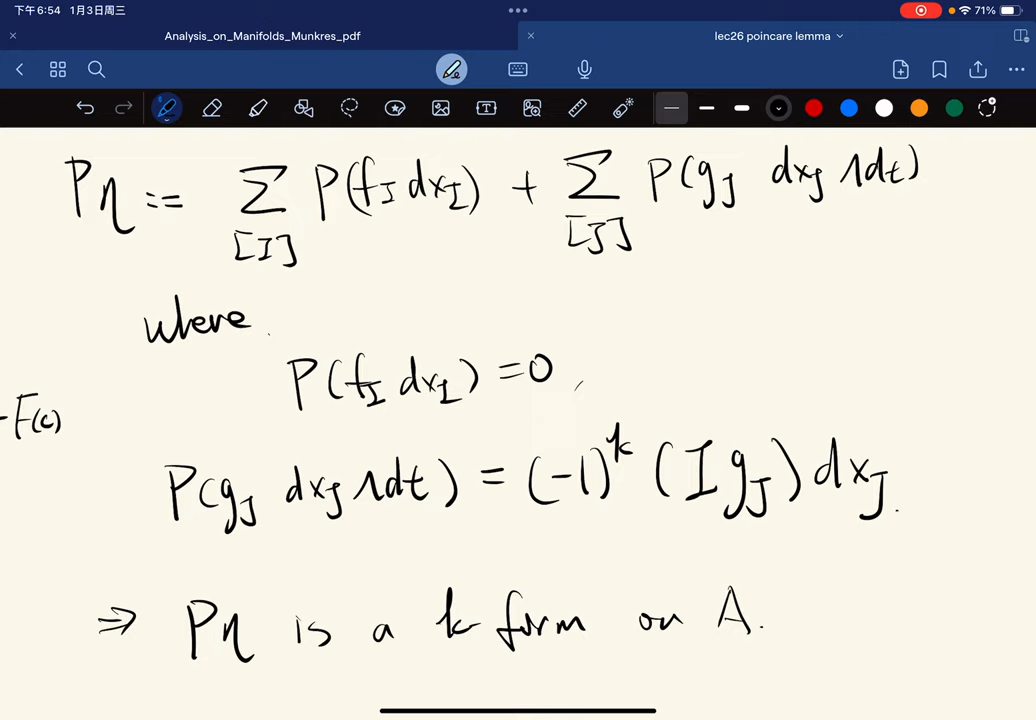 下午6:54 1月3日周三
71%
Analysis_on_Manifolds_Munkres_pdf
lec26 poincare lemma
Pη := Σ_[I] P(f_I dx_I) + Σ_[J] P(g_J dx_J ∧ dt)
where
P(f_I dx_I) = 0,
- F(c)
P(g_J dx_J ∧ dt) = (-1)^k (I g_J) dx_J.
⇒ Pη is a k form on A.